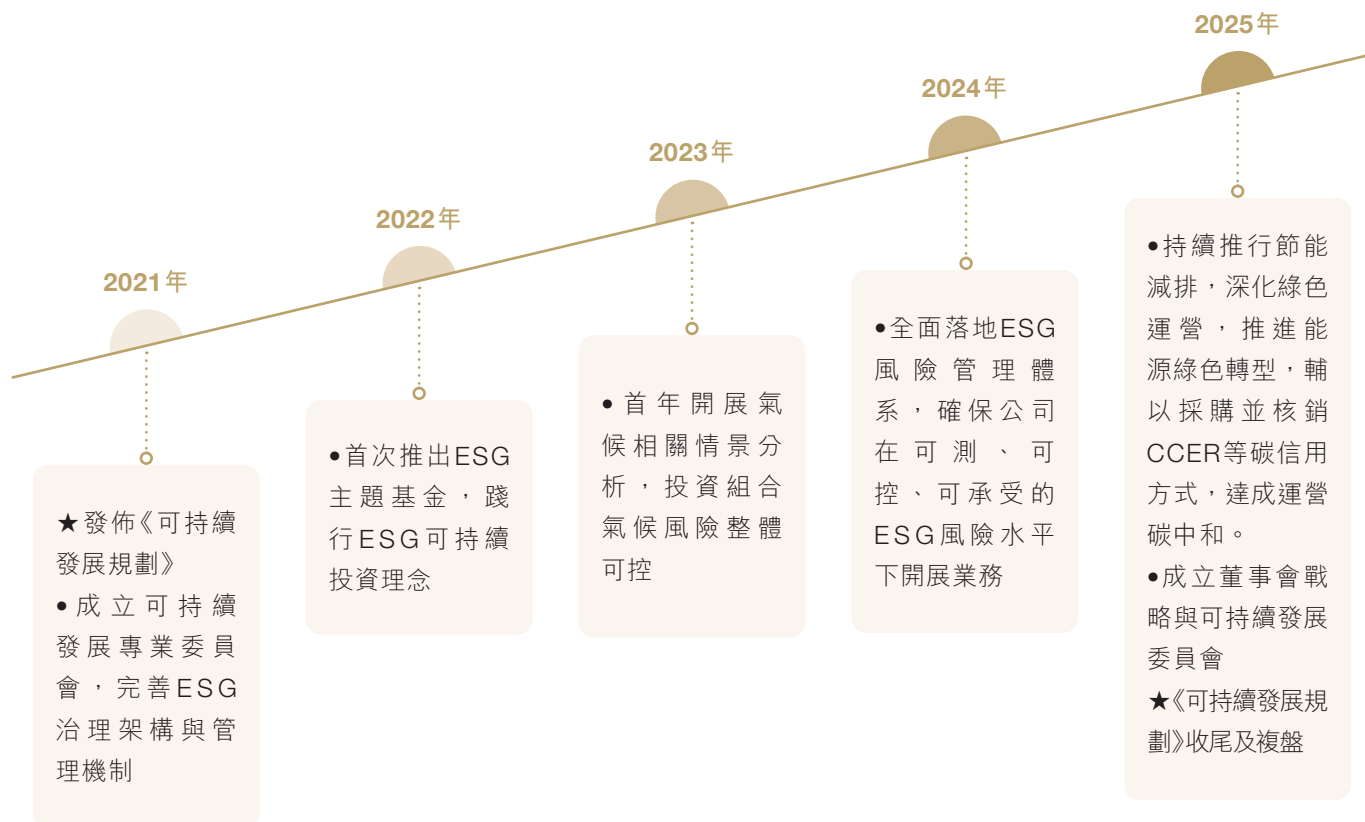 2021年
★發佈《可持續
發展規劃》
•成立可持續
發展專業委員
會，完善ESG
治理架構與管
理機制
2022年
•首次推出ESG
主題基金，踐
行ESG可持續
投資理念
2023年
•首年開展氣
候相關情景分
析，投資組合
氣候風險整體
可控
2024年
•全面落地ESG
風險管理體
系，確保公司
在可測、可
控、可承受的
ESG風險水平
下開展業務
2025年
•持續推行節能
減排，深化綠色
運營，推進能
源綠色轉型，輔
以採購並核銷
CCER等碳信用
方式，達成運營
碳中和。
•成立董事會戰
略與可持續發展
委員會
★《可持續發展規
劃》收尾及複盤